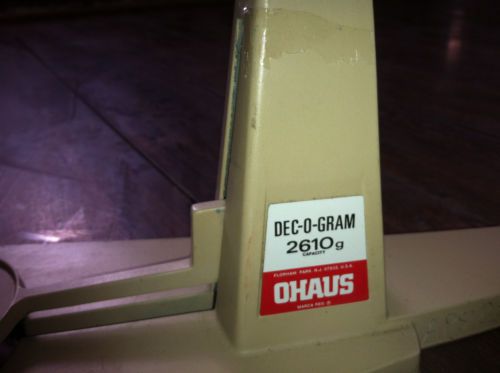 DEC-O-GRAM
2610g
CAPACITY
FLORHAM PARK, N.J. 07932, U.S.A.
OHAUS
MARCA REG. ®